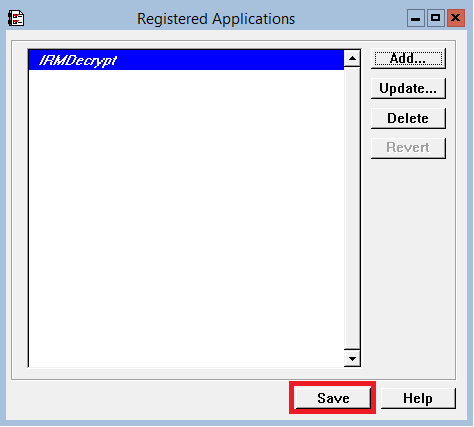 Registered Applications
IRMDecrypt
Add...
Update...
Delete
Revert
Save
Help